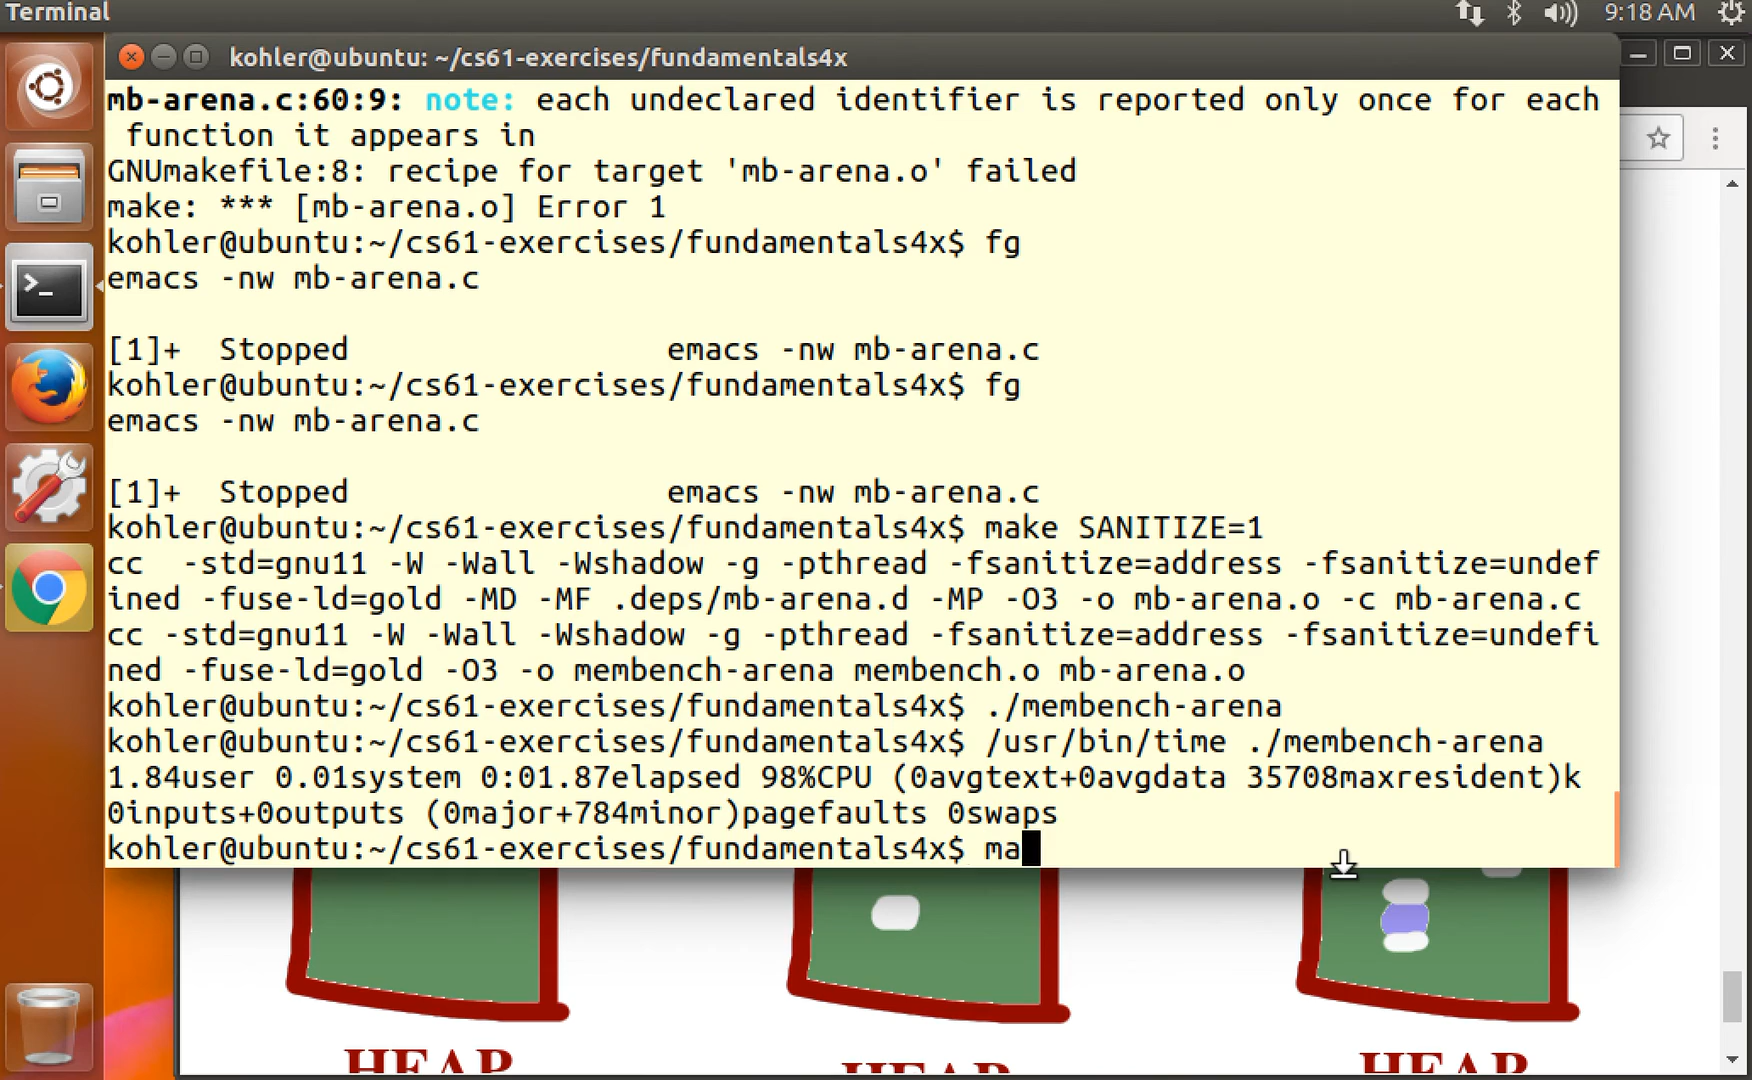 Terminal
9:18 AM
kohler@ubuntu: ~/cs61-exercises/fundamentals4x
mb-arena.c:60:9: note: each undeclared identifier is reported only once for each
function it appears in
GNUmakefile:8: recipe for target 'mb-arena.o' failed
make: *** [mb-arena.o] Error 1
kohler@ubuntu:~/cs61-exercises/fundamentals4x$ fg
emacs -nw mb-arena.c
[1]+  Stopped                 emacs -nw mb-arena.c
kohler@ubuntu:~/cs61-exercises/fundamentals4x$ fg
emacs -nw mb-arena.c
[1]+  Stopped                 emacs -nw mb-arena.c
kohler@ubuntu:~/cs61-exercises/fundamentals4x$ make SANITIZE=1
cc  -std=gnu11 -W -Wall -Wshadow -g -pthread -fsanitize=address -fsanitize=undef
ined -fuse-ld=gold -MD -MF .deps/mb-arena.d -MP -O3 -o mb-arena.o -c mb-arena.c
cc -std=gnu11 -W -Wall -Wshadow -g -pthread -fsanitize=address -fsanitize=undefi
ned -fuse-ld=gold -O3 -o membench-arena membench.o mb-arena.o
kohler@ubuntu:~/cs61-exercises/fundamentals4x$ ./membench-arena
kohler@ubuntu:~/cs61-exercises/fundamentals4x$ /usr/bin/time ./membench-arena
1.84user 0.01system 0:01.87elapsed 98%CPU (0avgtext+0avgdata 35708maxresident)k
0inputs+0outputs (0major+784minor)pagefaults 0swaps
kohler@ubuntu:~/cs61-exercises/fundamentals4x$ ma
HEAP HEAP HEAP